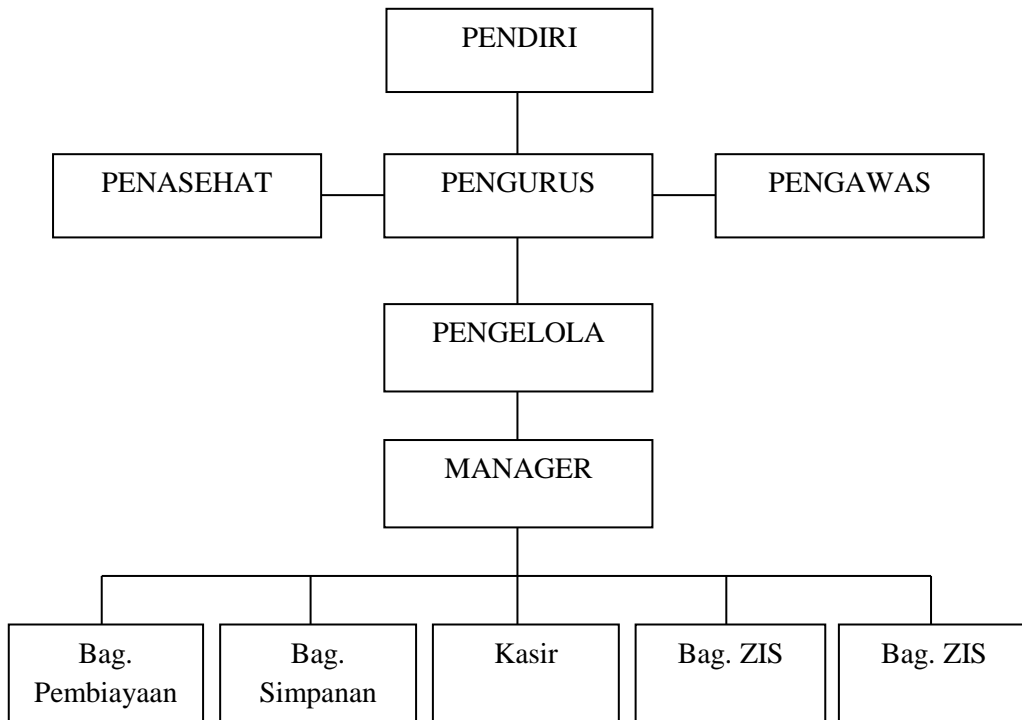 PENDIRI
PENASEHAT
PENGURUS
PENGAWAS
PENGELOLA
MANAGER
Bag.
Pembiayaan
Bag.
Simpanan
Kasir
Bag. ZIS
Bag. ZIS